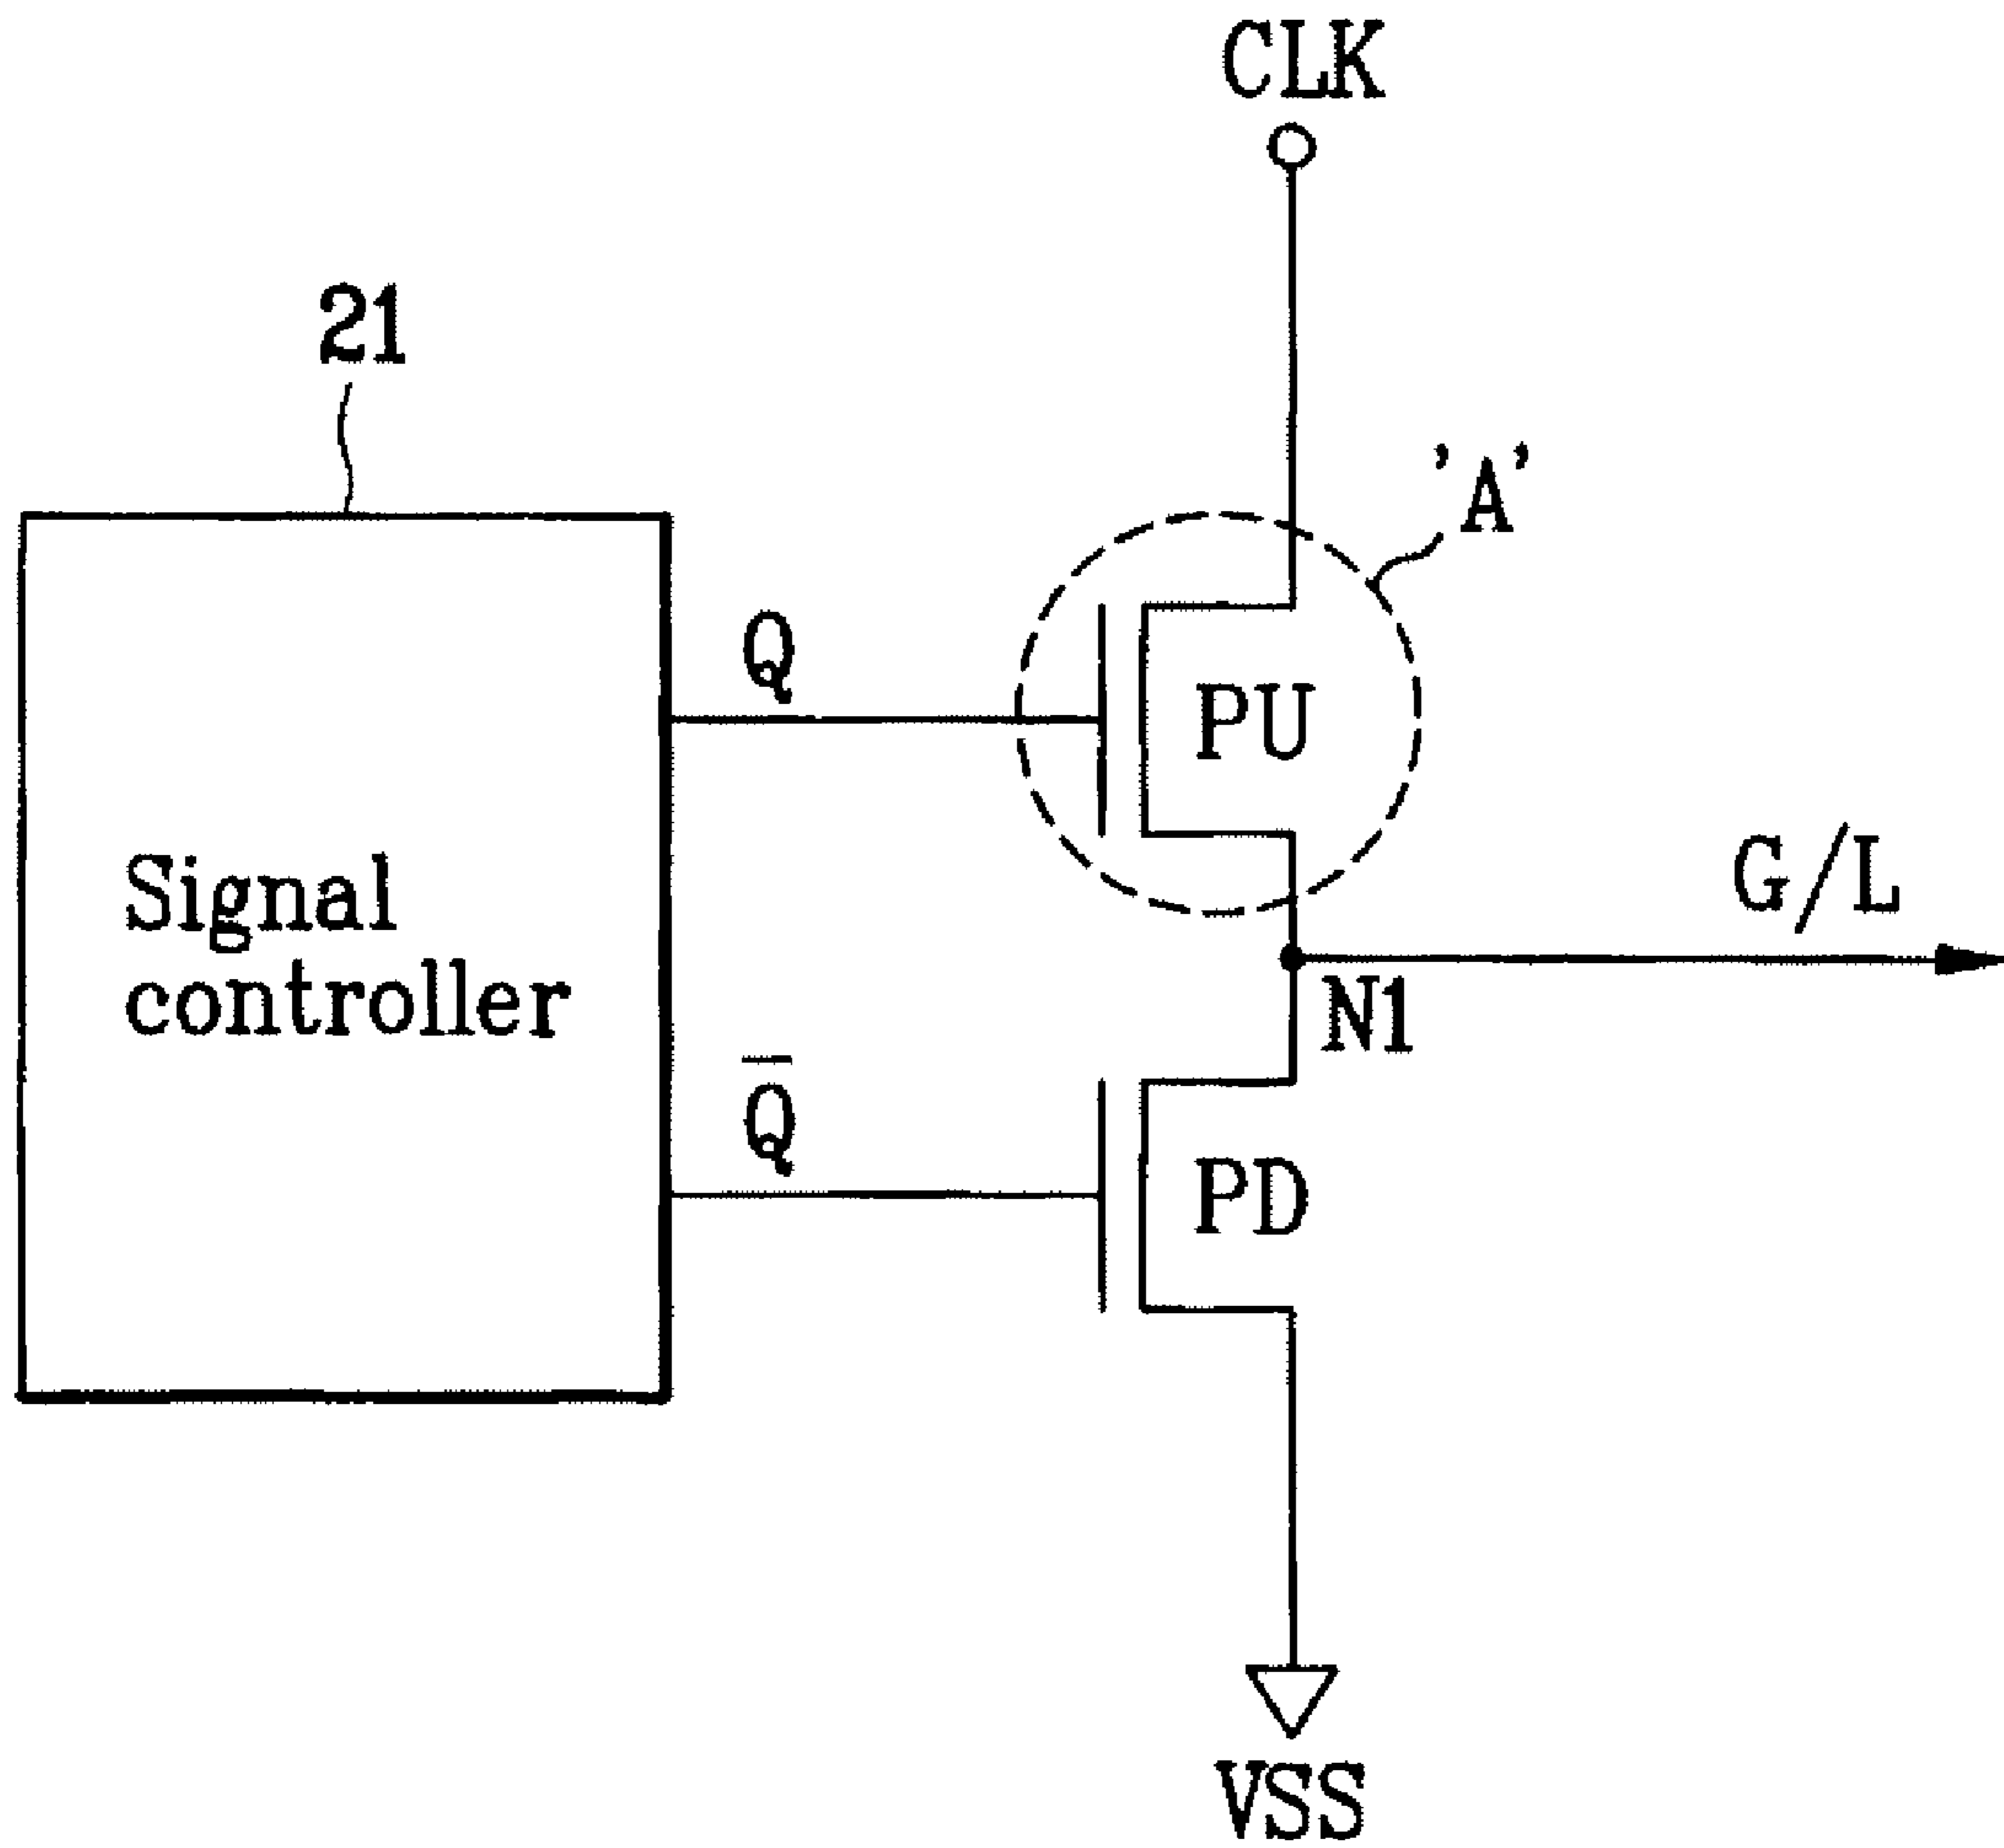 CLK
21
'A'
Q
PU
G/L
Signal
controller
N1
Q̅
PD
VSS